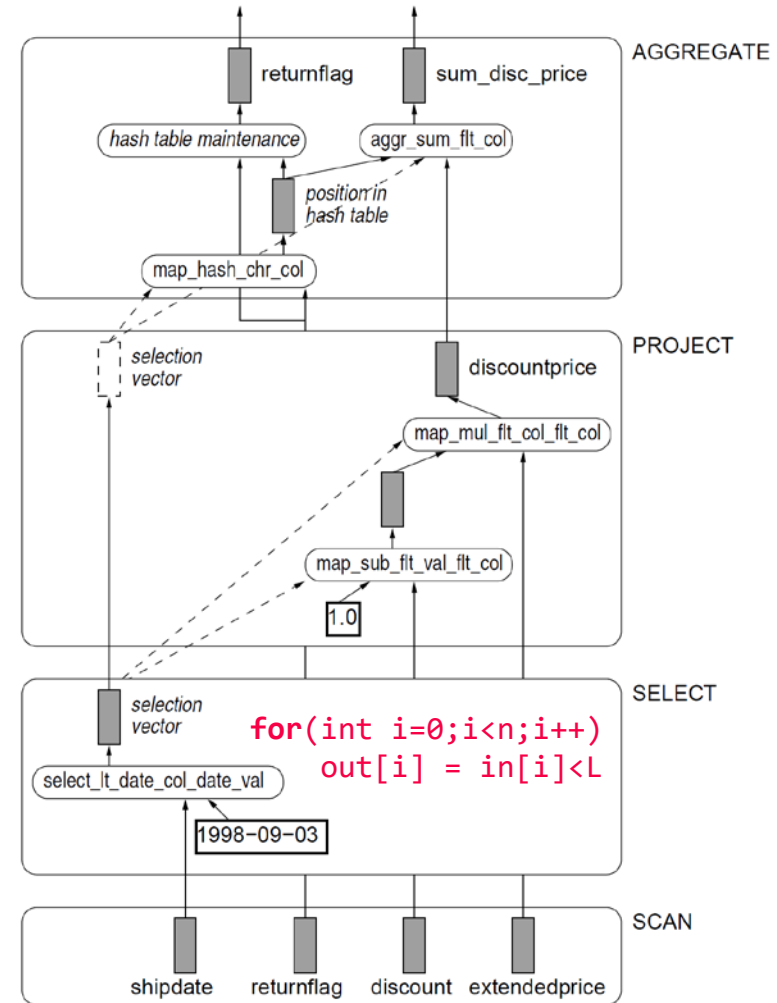 AGGREGATE
returnflag
sum_disc_price
hash table maintenance
aggr_sum_flt_col
position in
hash table
map_hash_chr_col
PROJECT
selection
vector
discountprice
map_mul_flt_col_flt_col
map_sub_flt_val_flt_col
1.0
SELECT
selection
vector
for(int i=0;i<n;i++)
out[i] = in[i]<L
select_lt_date_col_date_val
1998−09−03
SCAN
shipdate
returnflag
discount
extendedprice